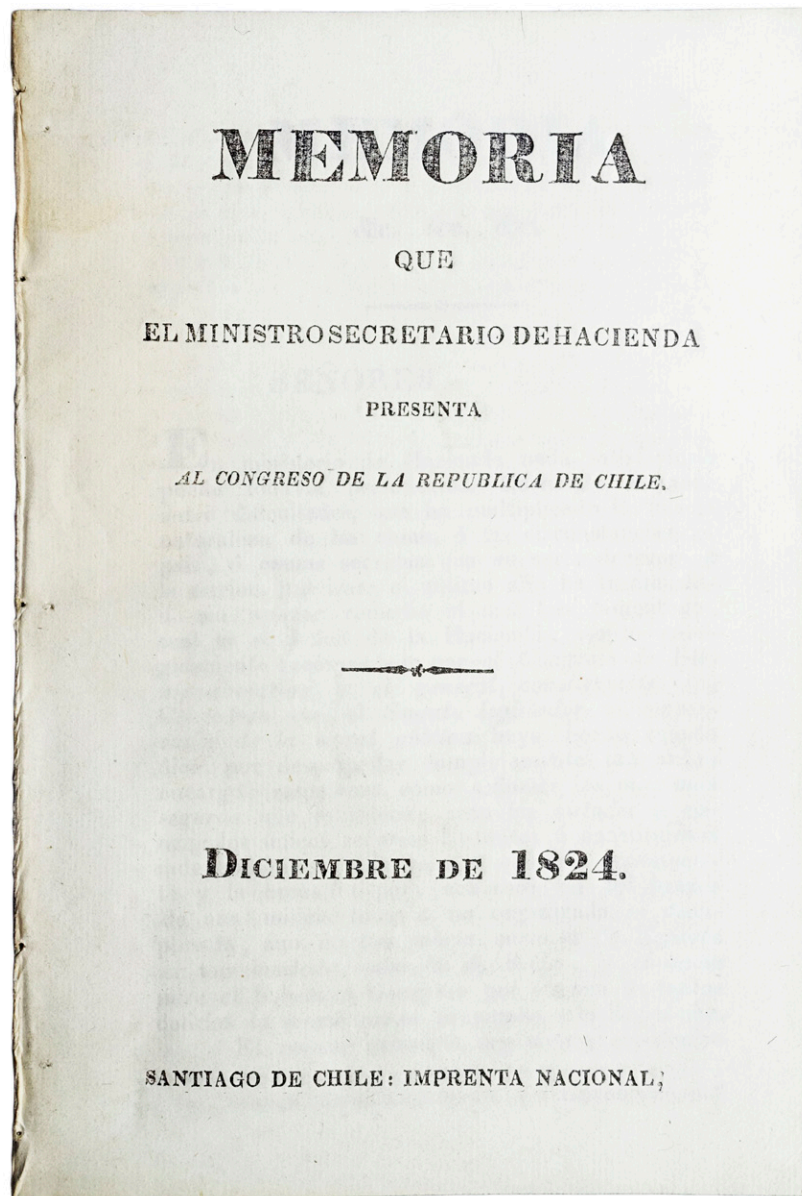 MEMORIA
QUE
EL MINISTRO SECRETARIO DE HACIENDA
PRESENTA
AL CONGRESO DE LA REPUBLICA DE CHILE.
DICIEMBRE DE 1824.
SANTIAGO DE CHILE: IMPRENTA NACIONAL;